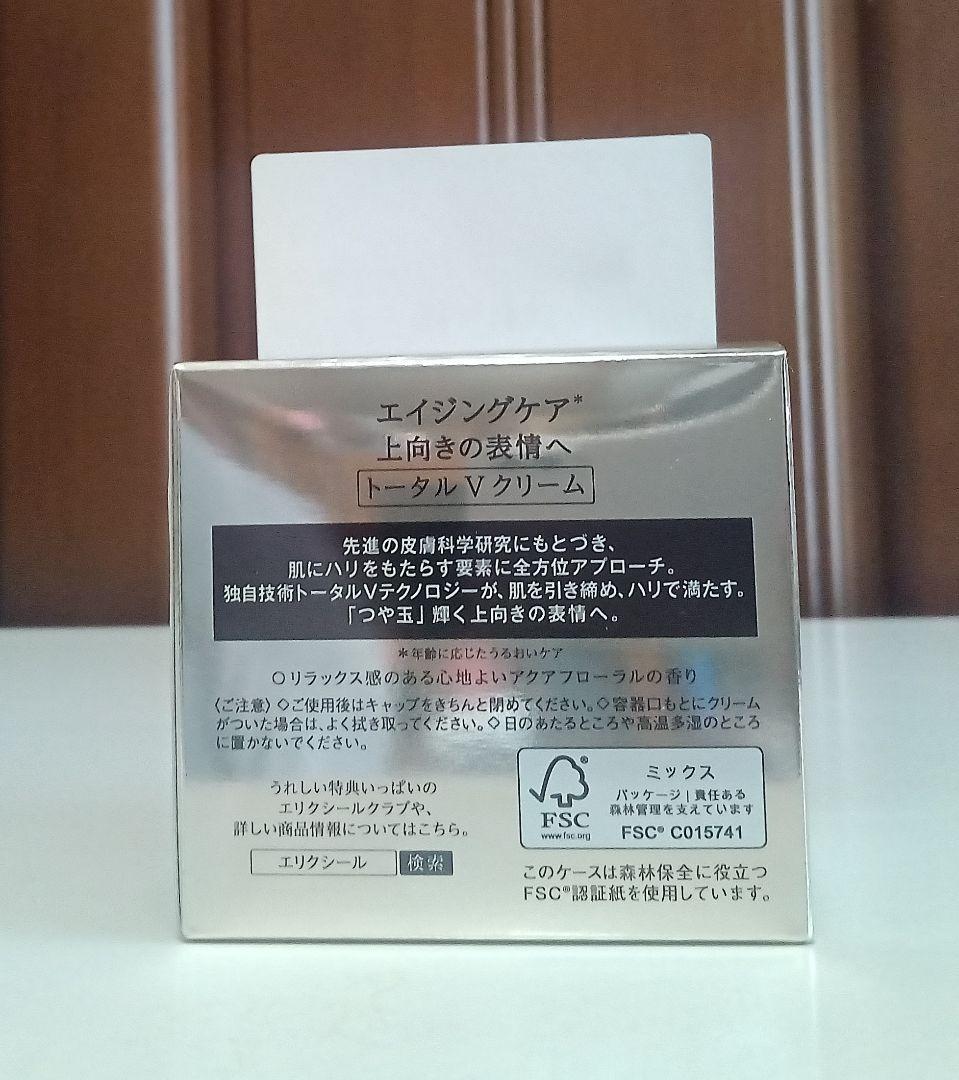 エイジングケア*
上向きの表情へ
トータルVクリーム
先進の皮膚科学研究にもとづき、
肌にハリをもたらす要素に全方位アプローチ。
独自技術トータルVテクノロジーが、肌を引き締め、ハリで満たす。
「つや玉」輝く上向きの表情へ。
*年齢に応じたうるおいケア
○リラックス感のある心地よいアクアフローラルの香り
〈ご注意〉◇ご使用後はキャップをきちんと閉めてください。◇容器口もとにクリーム
がついた場合は、よく拭き取ってください。◇日のあたるところや高温多湿のところ
に置かないでください。
うれしい特典いっぱいの
エリクシールクラブや、
詳しい商品情報についてはこちら。
エリクシール 検索
FSC®
www.fsc.org
ミックス
パッケージ|責任ある
森林管理を支えています
FSC® C015741
このケースは森林保全に役立つ
FSC®認証紙を使用しています。